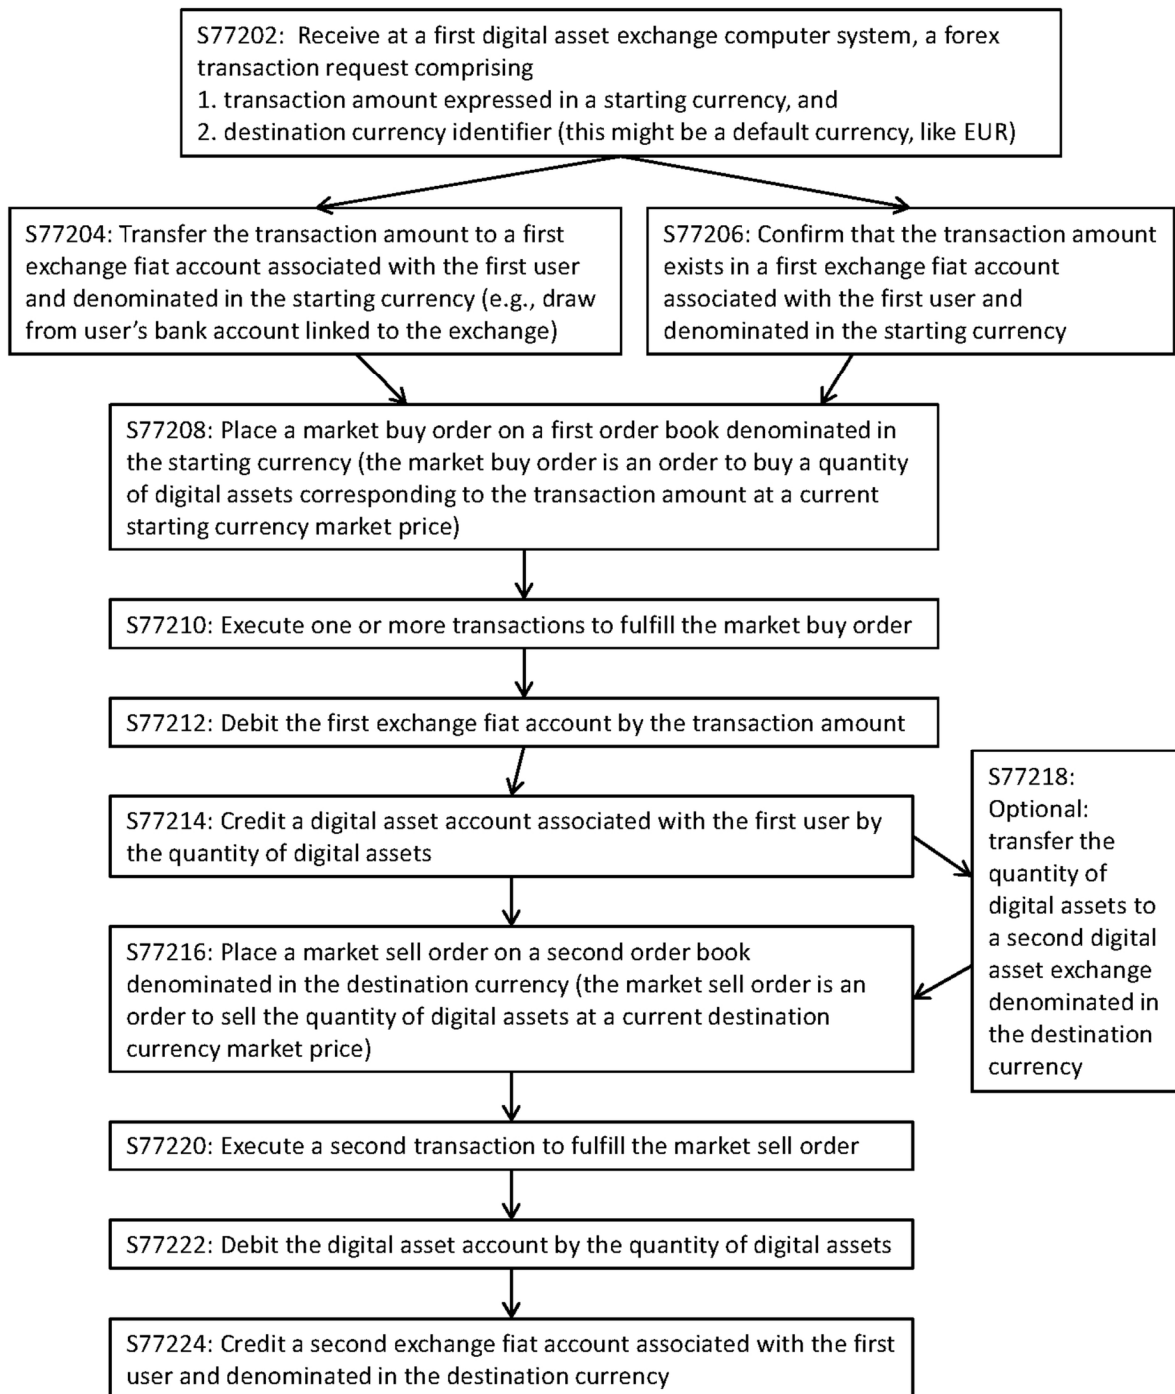 S77202:  Receive at a first digital asset exchange computer system, a forex
transaction request comprising
1. transaction amount expressed in a starting currency, and
2. destination currency identifier (this might be a default currency, like EUR)
S77204: Transfer the transaction amount to a first
exchange fiat account associated with the first user
and denominated in the starting currency (e.g., draw
from user's bank account linked to the exchange)
S77206: Confirm that the transaction amount
exists in a first exchange fiat account
associated with the first user and
denominated in the starting currency
S77208: Place a market buy order on a first order book denominated in
the starting currency (the market buy order is an order to buy a quantity
of digital assets corresponding to the transaction amount at a current
starting currency market price)
S77210: Execute one or more transactions to fulfill the market buy order
S77212: Debit the first exchange fiat account by the transaction amount
S77214: Credit a digital asset account associated with the first user by
the quantity of digital assets
S77218:
Optional:
transfer the
quantity of
digital assets to
a second digital
asset exchange
denominated in
the destination
currency
S77216: Place a market sell order on a second order book
denominated in the destination currency (the market sell order is an
order to sell the quantity of digital assets at a current destination
currency market price)
S77220: Execute a second transaction to fulfill the market sell order
S77222: Debit the digital asset account by the quantity of digital assets
S77224: Credit a second exchange fiat account associated with the first
user and denominated in the destination currency